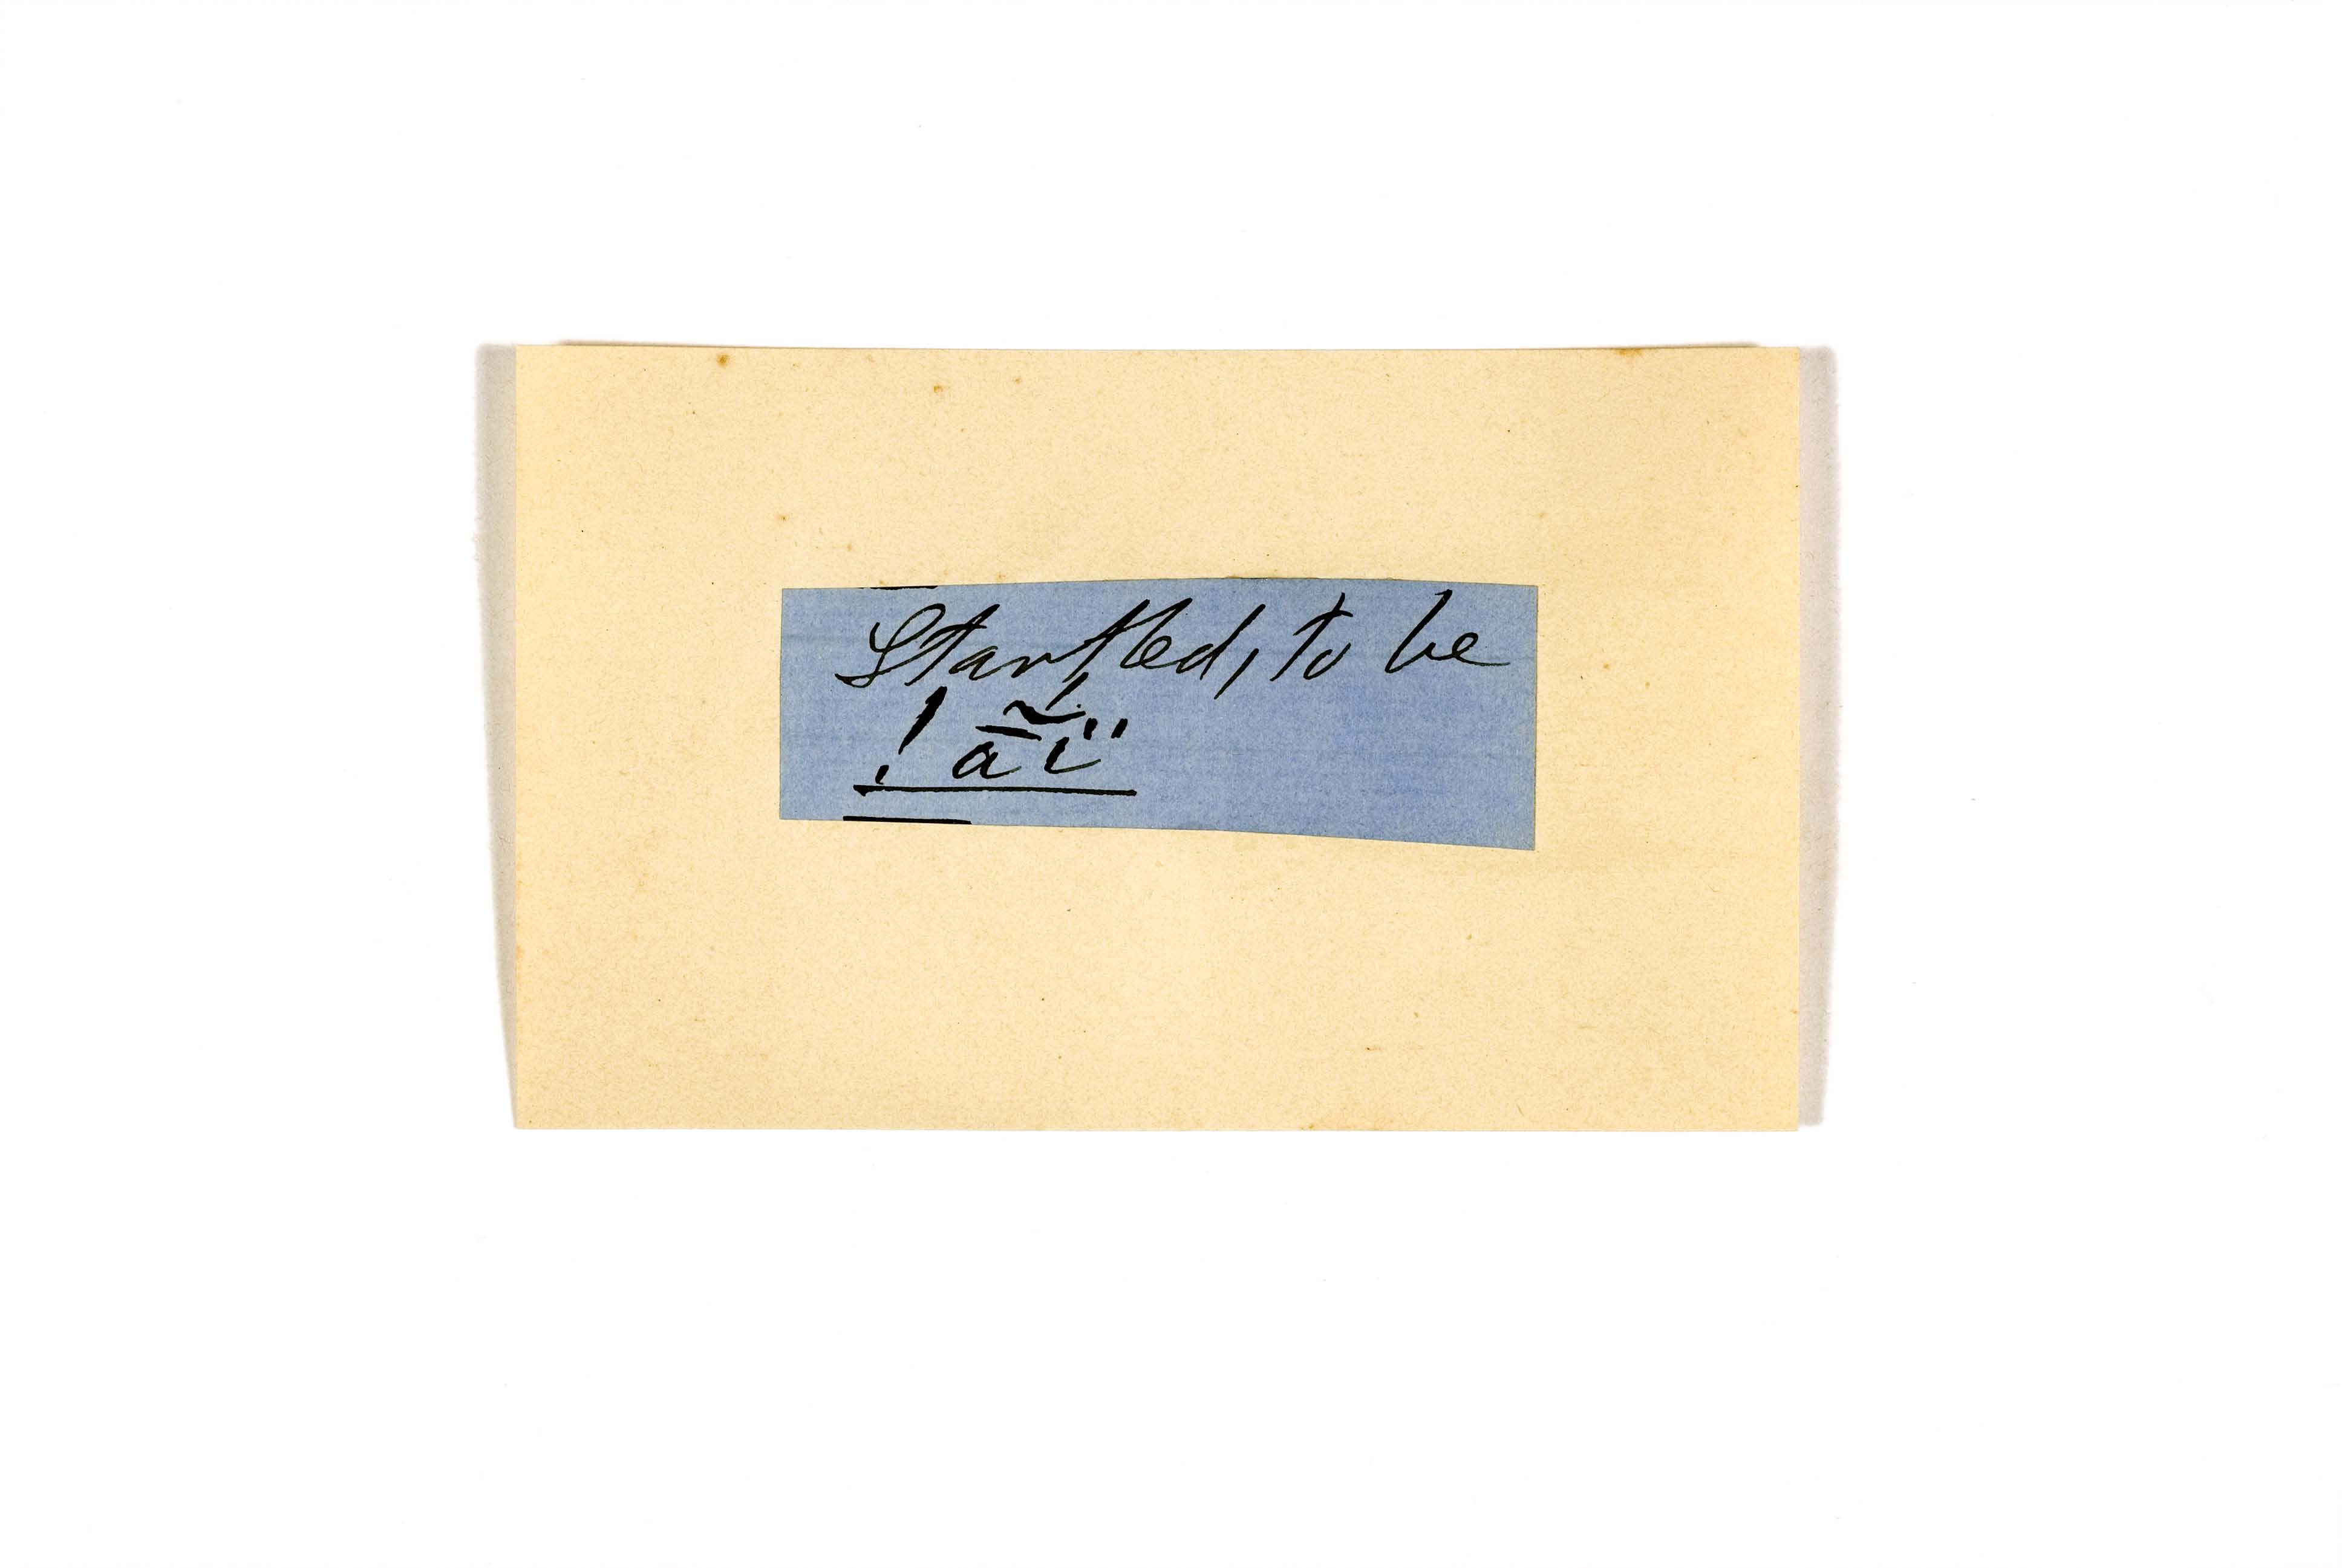 Startled, to be
! ā̃ï